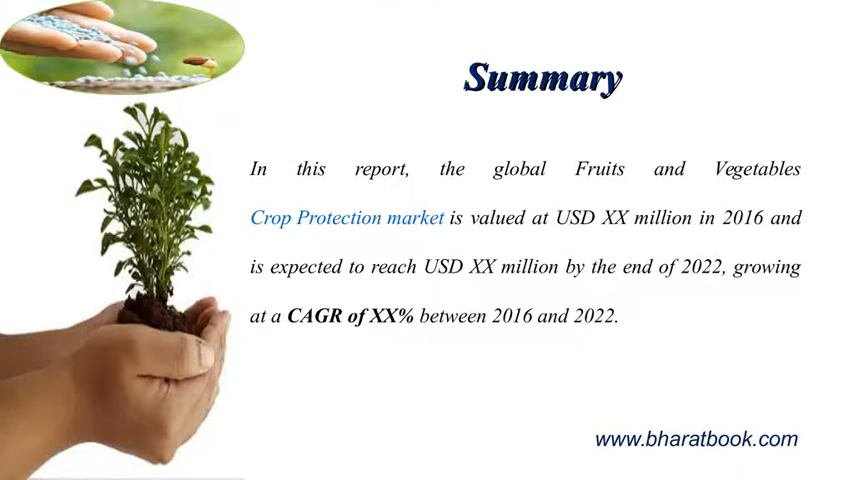 Summary
In this report, the global Fruits and Vegetables
Crop Protection market is valued at USD XX million in 2016 and
is expected to reach USD XX million by the end of 2022, growing
at a CAGR of XX% between 2016 and 2022.
www.bharatbook.com